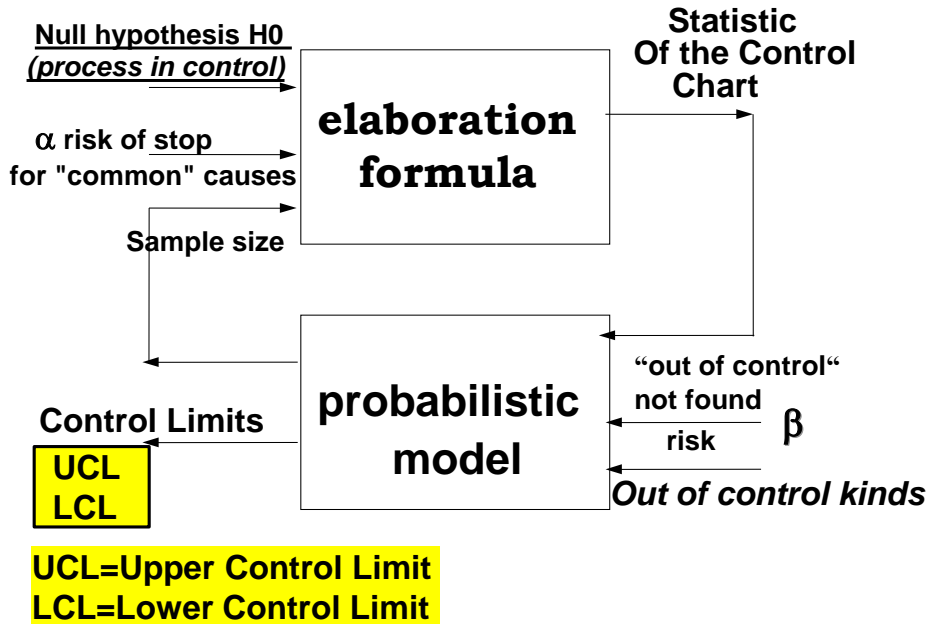 Null hypothesis H0
(process in control)
α risk of stop
for "common" causes
Sample size
elaboration
formula
Statistic
Of the Control
Chart
probabilistic
model
“out of control“
not found
risk
β
Out of control kinds
Control Limits
UCL
LCL
UCL=Upper Control Limit
LCL=Lower Control Limit